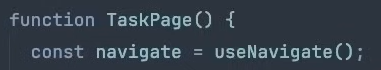 function TaskPage() {
const navigate = useNavigate();